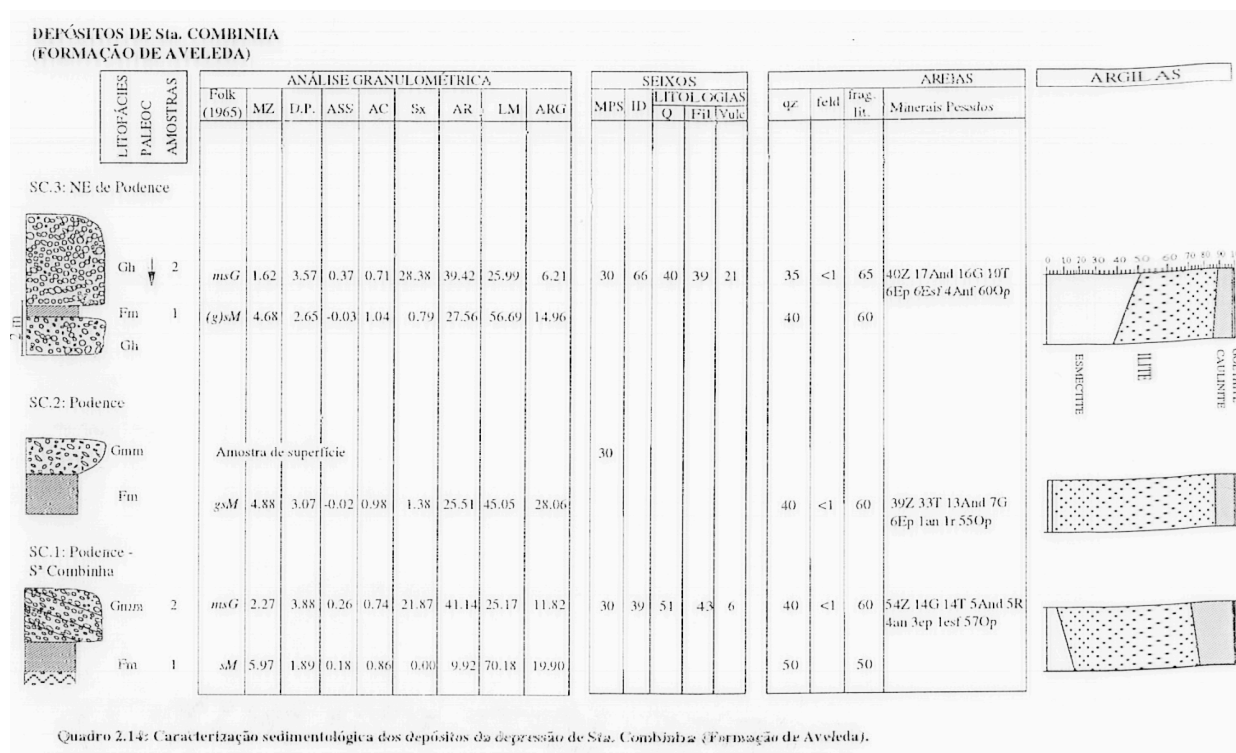 DEPÓSITOS DE Sta. COMBINHA
(FORMAÇÃO DE AVELEDA)
LITOFÁCIES
PALEOC
AMOSTRAS
ANÁLISE GRANULOMÉTRICA
Folk (1965) MZ D.P. ASS AC Sx AR LM ARG
SEIXOS
MPS ID LITOLOGIAS
Q Fil Vulc
AREIAS
qz feld frag. lit. Minerais Pesados
ARGILAS
SC.3: NE de Podence
Gh 2 msG 1.62 3.57 0.37 0.71 28.38 39.42 25.99 6.21 30 66 40 39 21 35 <1 65 40Z 17And 16G 10T
6Ep 6Esf 4Anf 60Op
0 10 20 30 40 50 60 70 80 90
Fm 1 (g)sM 4.68 2.65 -0.03 1.04 0.79 27.56 56.69 14.96 40 60
Gh
2 m
ESMECTITE
ILITE
CAULINITE
SC.2: Podence
Gmm Amostra de superfície 30
Fm gsM 4.88 3.07 -0.02 0.98 1.38 25.51 45.05 28.06 40 <1 60 39Z 33T 13And 7G
6Ep 1an 1r 55Op
SC.1: Podence -
Sª Combinha
Gmm 2 msG 2.27 3.88 0.26 0.74 21.87 41.14 25.17 11.82 30 39 51 43 6 40 <1 60 54Z 14G 14T 5And 5R
4an 3ep 1esf 57Op
Fm 1 sM 5.97 1.89 0.18 0.86 0.00 9.92 70.18 19.90 50 50
Quadro 2.14: Caracterização sedimentológica dos depósitos da depressão de Sta. Combinha (Formação de Aveleda).